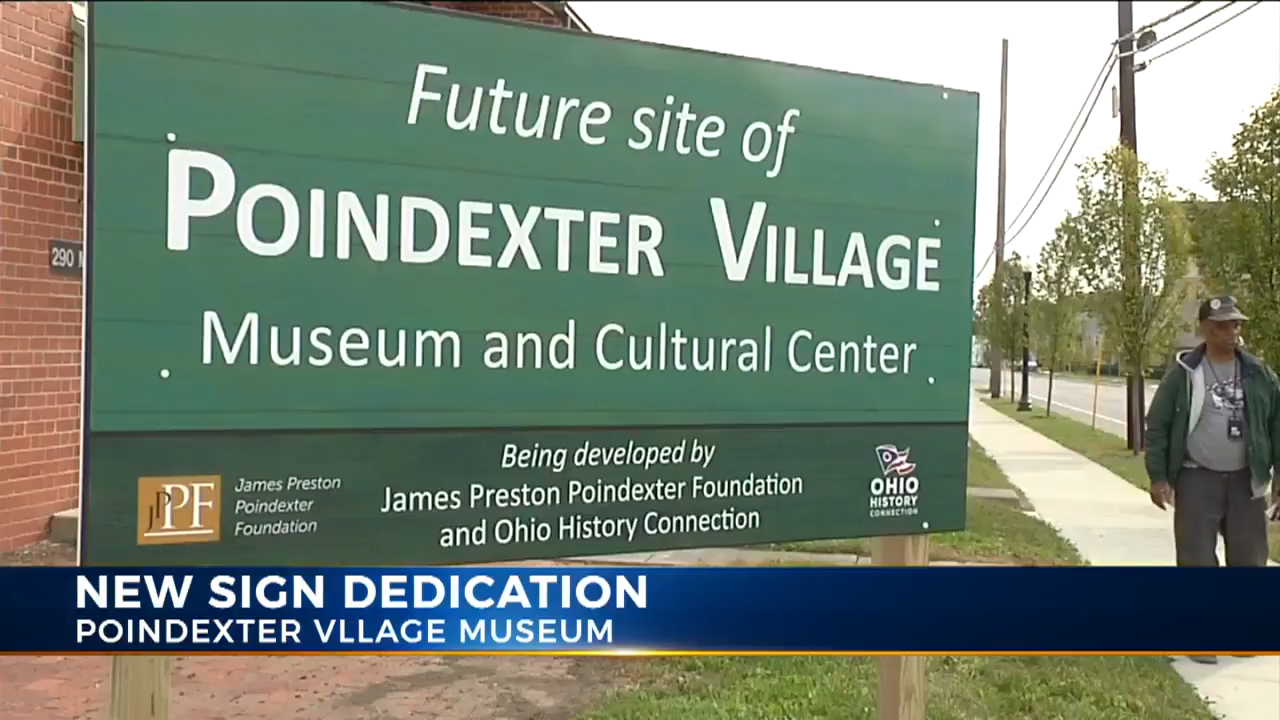 Future site of
POINDEXTER VILLAGE
Museum and Cultural Center
290
Being developed by
James Preston Poindexter Foundation
and Ohio History Connection
JPPF
James Preston
Poindexter
Foundation
OHIO
HISTORY
CONNECTION
NEW SIGN DEDICATION
POINDEXTER VLLAGE MUSEUM